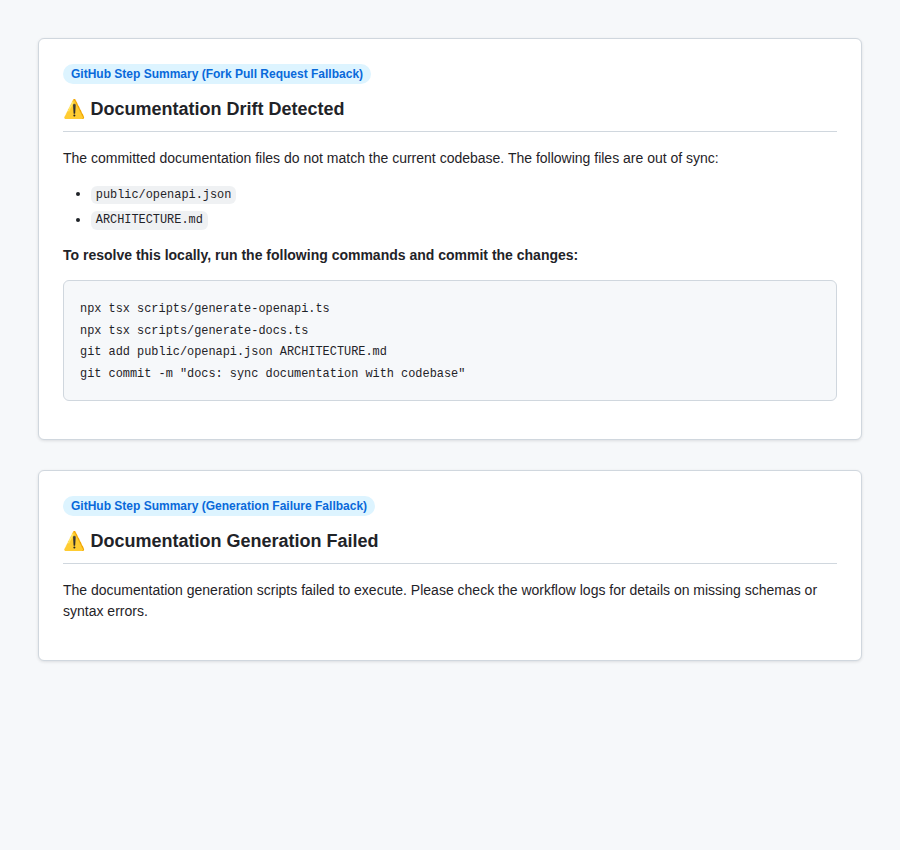 GitHub Step Summary (Fork Pull Request Fallback)
⚠️ Documentation Drift Detected
The committed documentation files do not match the current codebase. The following files are out of sync:
• public/openapi.json
• ARCHITECTURE.md
To resolve this locally, run the following commands and commit the changes:
npx tsx scripts/generate-openapi.ts
npx tsx scripts/generate-docs.ts
git add public/openapi.json ARCHITECTURE.md
git commit -m "docs: sync documentation with codebase"
GitHub Step Summary (Generation Failure Fallback)
⚠️ Documentation Generation Failed
The documentation generation scripts failed to execute. Please check the workflow logs for details on missing schemas or
syntax errors.